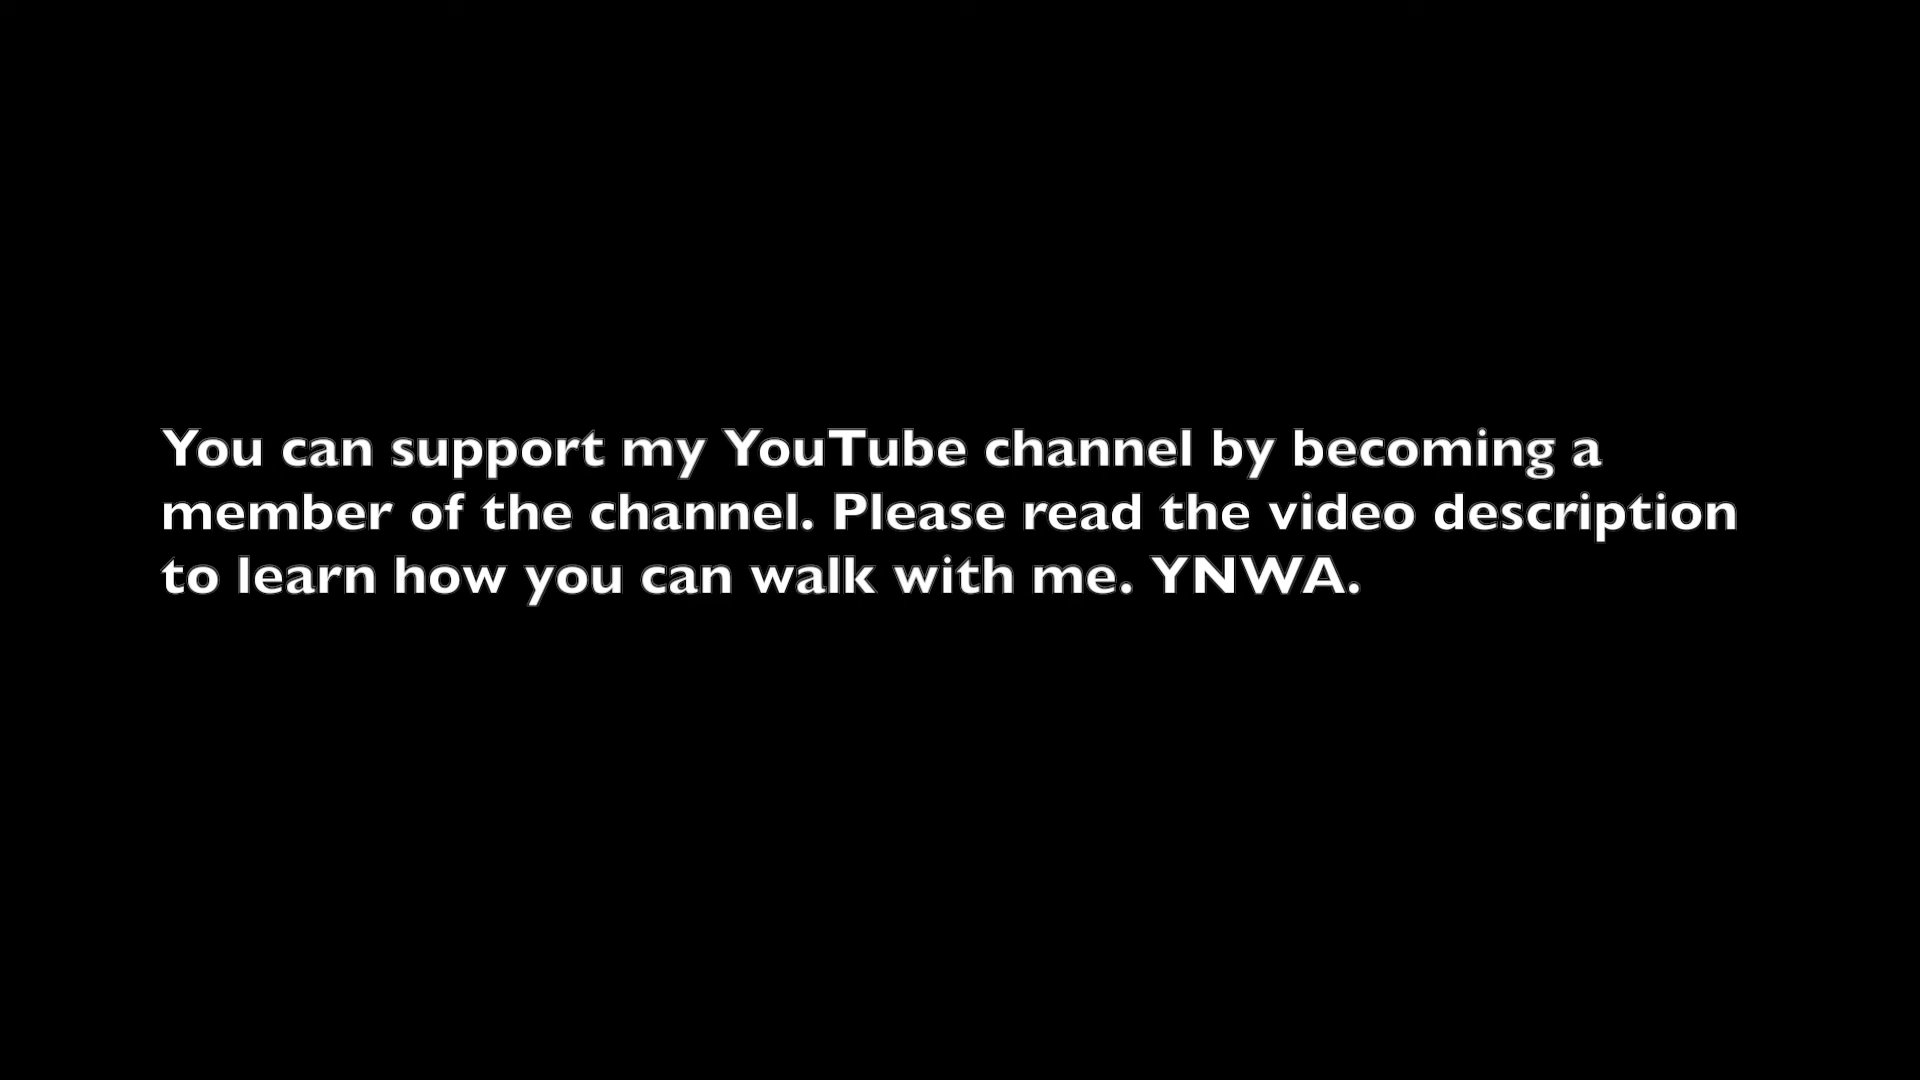 You can support my YouTube channel by becoming a
member of the channel. Please read the video description
to learn how you can walk with me. YNWA.